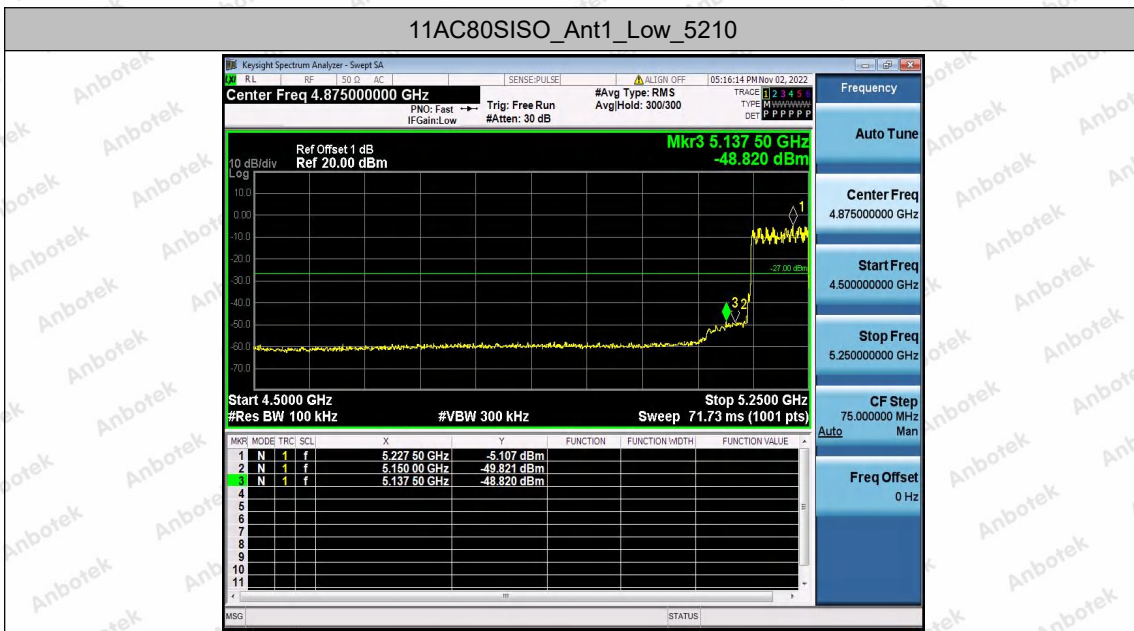 11AC80SISO_Ant1_Low_5210
Keysight Spectrum Analyzer - Swept SA
RL RF 50 Ω AC SENSE:PULSE ALIGN OFF 05:16:14 PM Nov 02, 2022
Center Freq 4.875000000 GHz
PNO: Fast
IFGain:Low
Trig: Free Run
#Atten: 30 dB
#Avg Type: RMS
Avg|Hold: 300/300
TRACE 1 2 3 4 5 6
TYPE M W W W W W
DET P P P P P P
Mkr3 5.137 50 GHz
-48.820 dBm
Ref Offset 1 dB
10 dB/div Ref 20.00 dBm
Log
10.0
0.00
-10.0
-20.0
-30.0
-40.0
-50.0
-60.0
-70.0
1
-27.00 dBm
3 2
Start 4.5000 GHz Stop 5.2500 GHz
#Res BW 100 kHz #VBW 300 kHz Sweep 71.73 ms (1001 pts)
MKR MODE TRC SCL X Y FUNCTION FUNCTION WIDTH FUNCTION VALUE
1 N 1 f 5.227 50 GHz -5.107 dBm
2 N 1 f 5.150 00 GHz -49.821 dBm
3 N 1 f 5.137 50 GHz -48.820 dBm
4
5
6
7
8
9
10
11
MSG STATUS
Frequency
Auto Tune
Center Freq
4.875000000 GHz
Start Freq
4.500000000 GHz
Stop Freq
5.250000000 GHz
CF Step
75.000000 MHz
Auto Man
Freq Offset
0 Hz
Anbotek